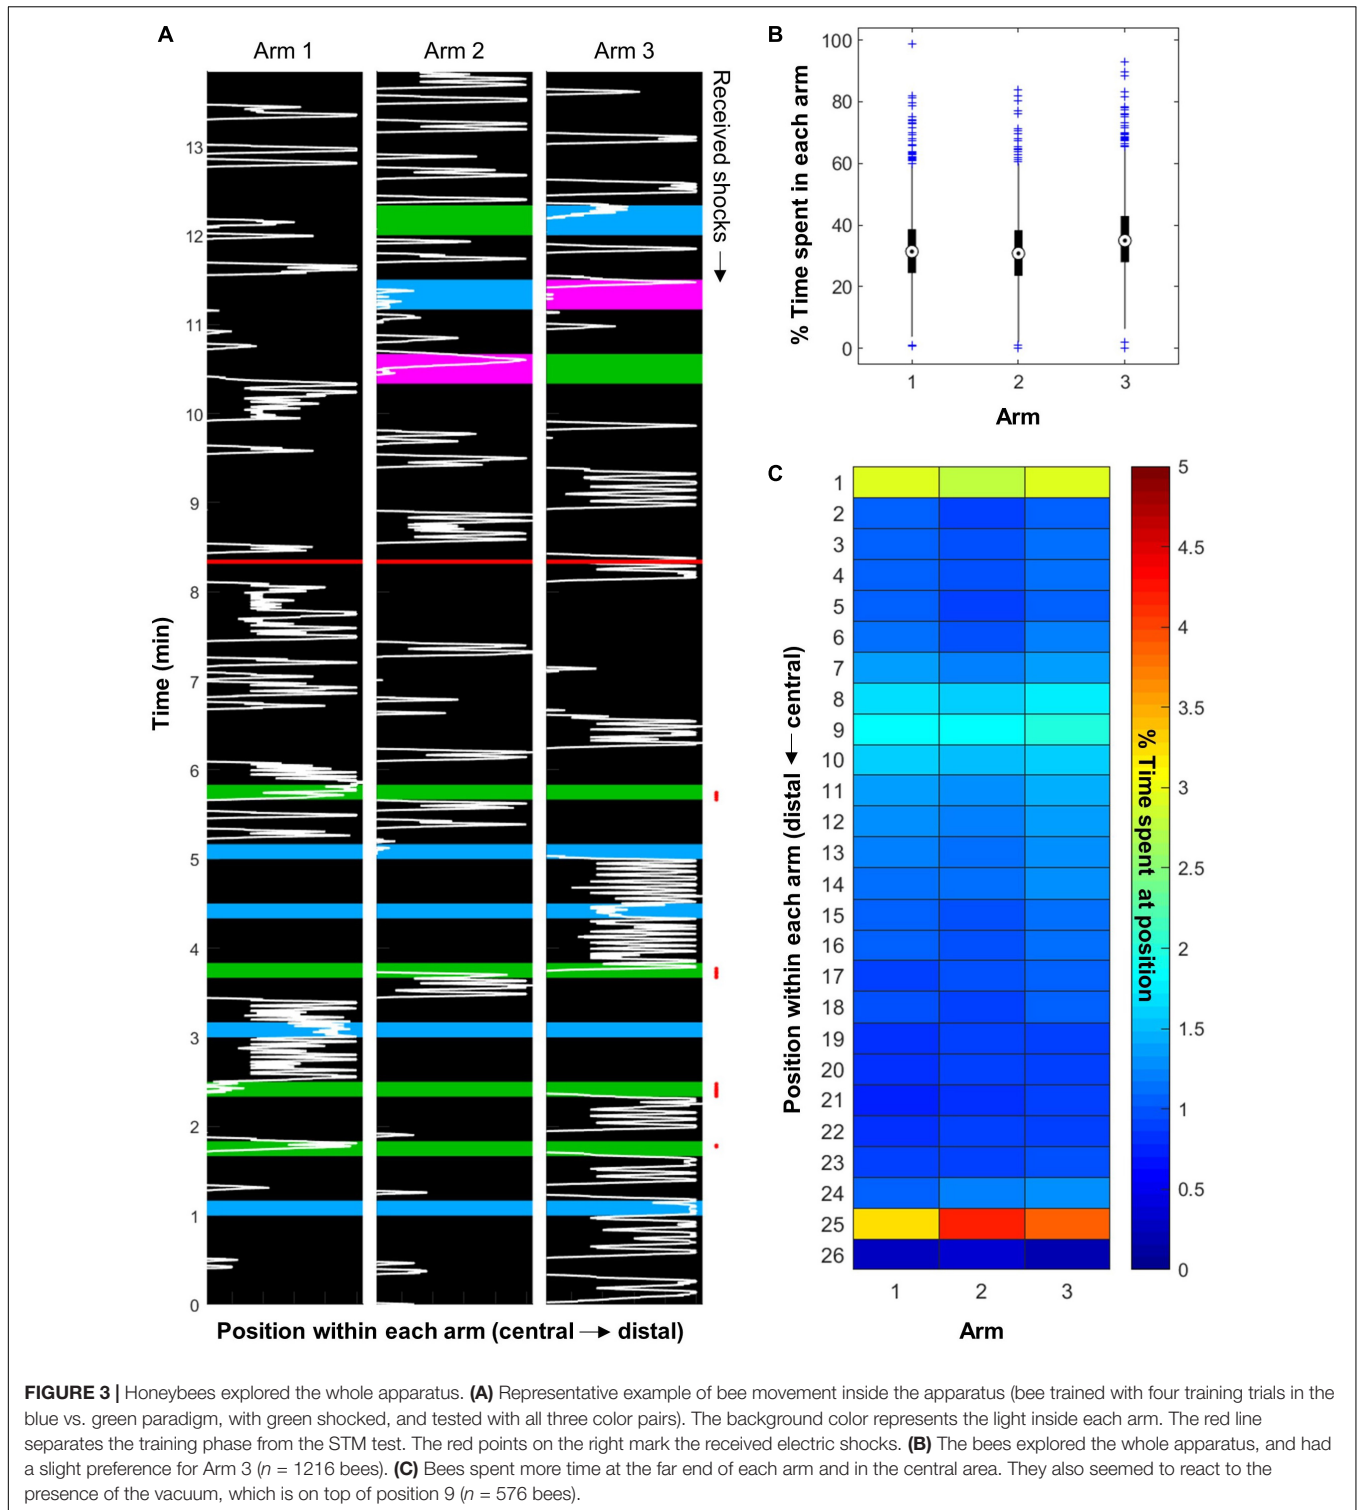 A
Arm 1
Arm 2
Arm 3
Received shocks
13
12
11
10
9
8
7
6
5
4
3
2
1
0
Time (min)
Position within each arm (central → distal)
B
100
80
60
40
20
0
% Time spent in each arm
1 2 3
Arm
C
1
2
3
4
5
6
7
8
9
10
11
12
13
14
15
16
17
18
19
20
21
22
23
24
25
26
Position within each arm (distal ← central)
1 2 3
Arm
5
4.5
4
3.5
3
2.5
2
1.5
1
0.5
0
% Time spent at position
FIGURE 3 | Honeybees explored the whole apparatus. (A) Representative example of bee movement inside the apparatus (bee trained with four training trials in the
blue vs. green paradigm, with green shocked, and tested with all three color pairs). The background color represents the light inside each arm. The red line
separates the training phase from the STM test. The red points on the right mark the received electric shocks. (B) The bees explored the whole apparatus, and had
a slight preference for Arm 3 (n = 1216 bees). (C) Bees spent more time at the far end of each arm and in the central area. They also seemed to react to the
presence of the vacuum, which is on top of position 9 (n = 576 bees).